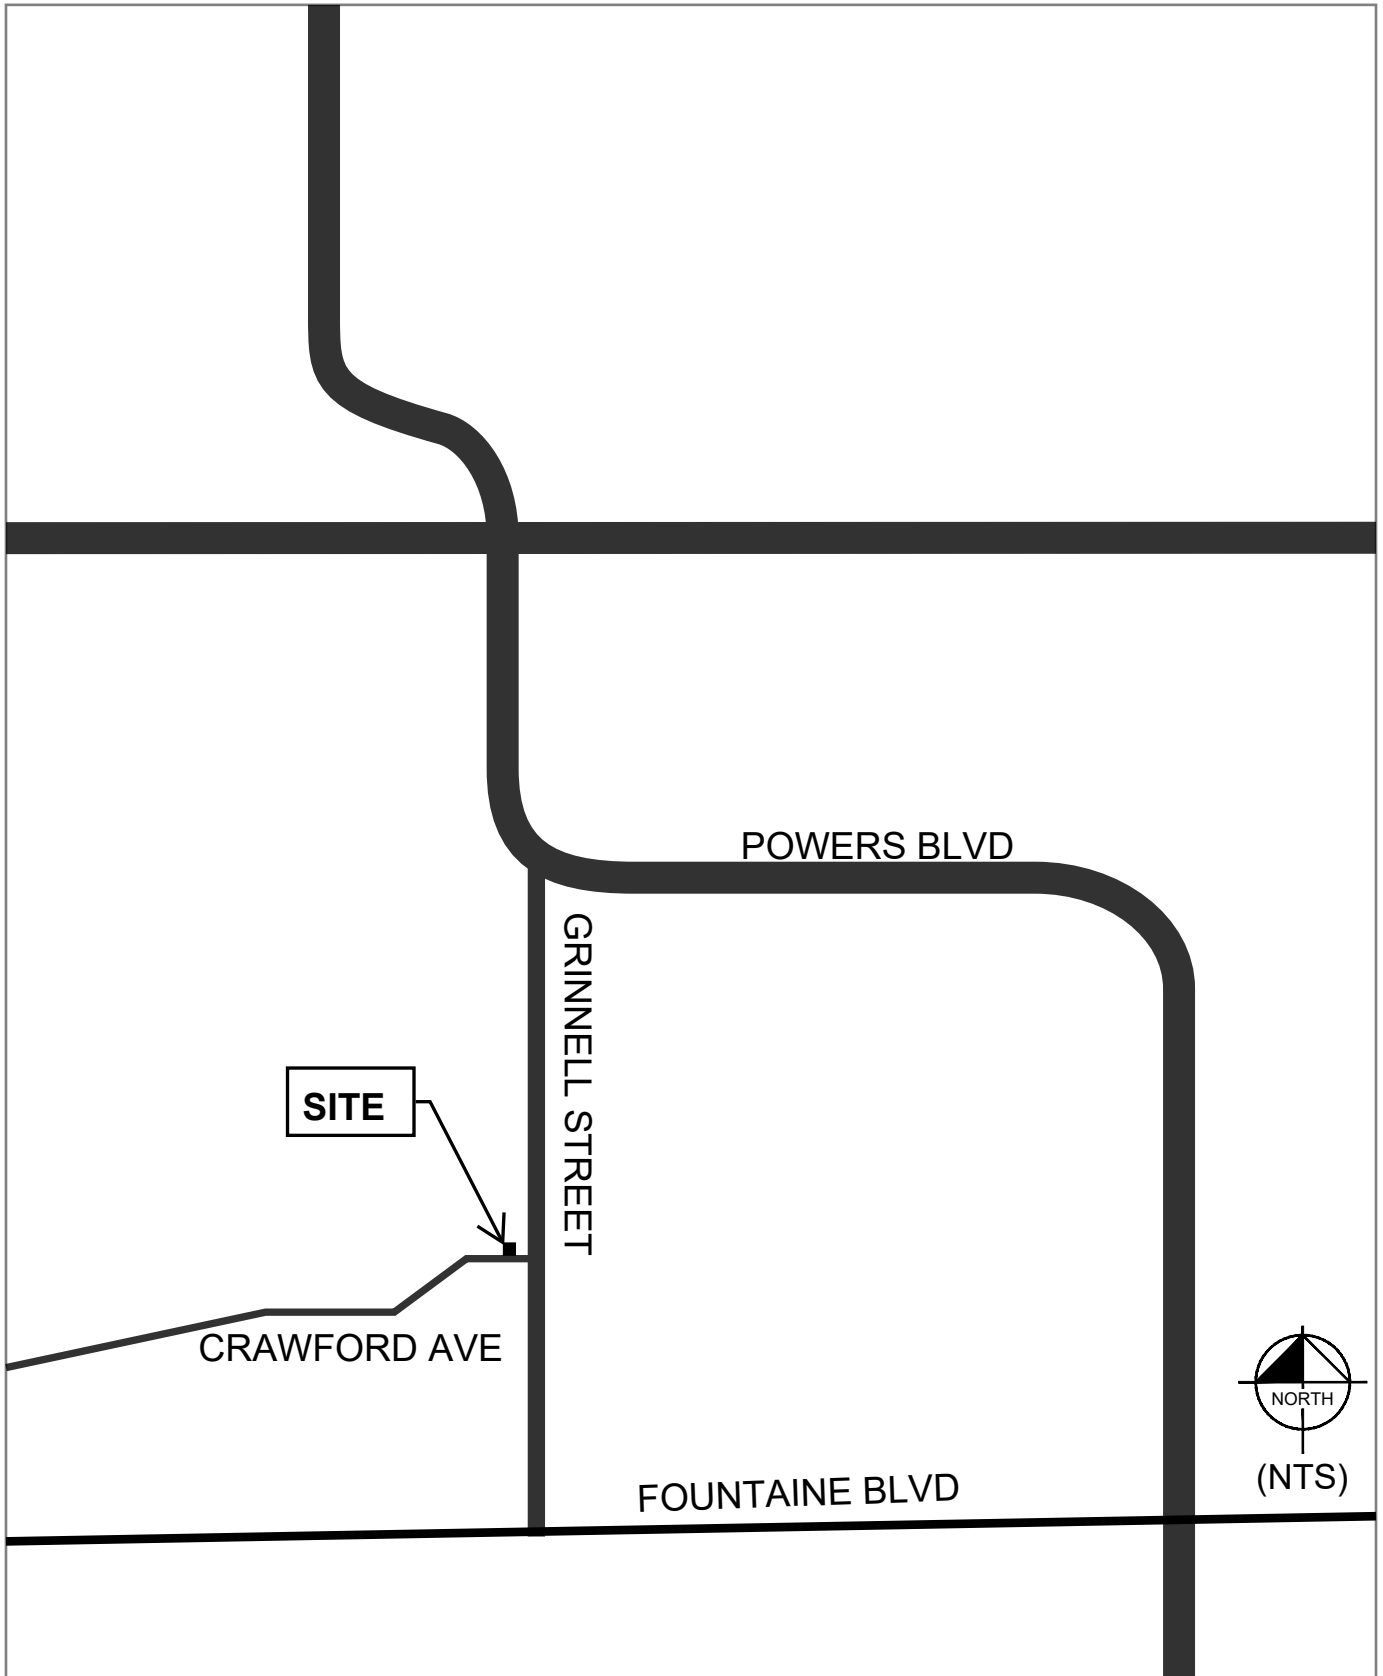 POWERS BLVD
GRINNELL STREET
SITE
CRAWFORD AVE
NORTH
(NTS)
FOUNTAINE BLVD